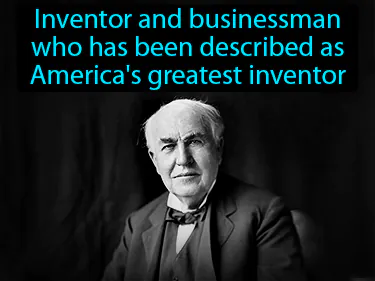 Inventor and businessman
who has been described as
America's greatest inventor